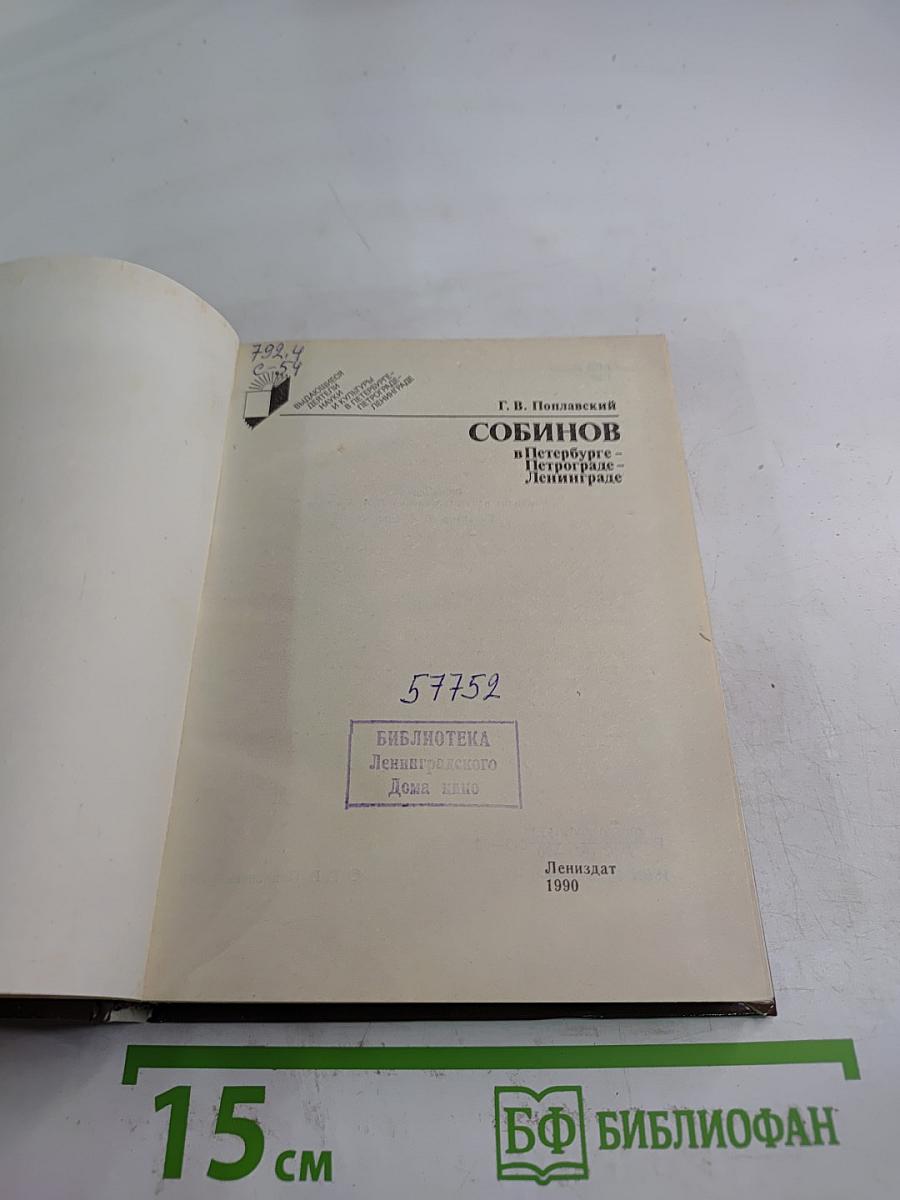 792.4
С-54
ВЫДАЮЩИЕСЯ
ДЕЯТЕЛИ
НАУКИ
И КУЛЬТУРЫ
В ПЕТЕРБУРГЕ–
ПЕТРОГРАДЕ–
ЛЕНИНГРАДЕ
Г. В. Поплавский
СОБИНОВ
в Петербурге –
Петрограде –
Ленинграде
57752
БИБЛИОТЕКА
Ленинградского
Дома кино
Лениздат
1990
15 см
БФ БИБЛИОФАН